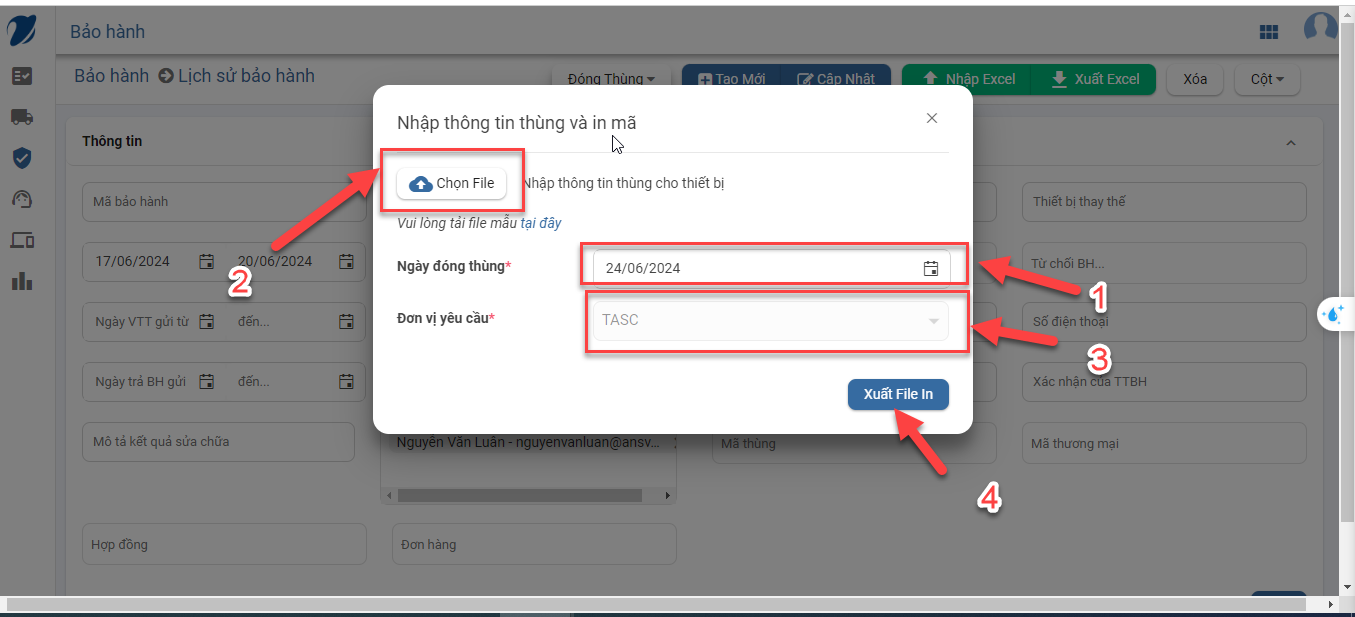 Bảo hành
Bảo hành Lịch sử bảo hành
Đóng Thùng
Tạo Mới
Cập Nhật
Nhập Excel
Xuất Excel
Xóa
Cột
Thông tin
Nhập thông tin thùng và in mã
Chọn File
Nhập thông tin thùng cho thiết bị
Vui lòng tải file mẫu tại đây
Ngày đóng thùng*
24/06/2024
Đơn vị yêu cầu*
TASC
Xuất File In
1
2
3
4
Mã bảo hành
Thiết bị thay thế
17/06/2024
20/06/2024
Từ chối BH...
Ngày VTT gửi từ
đến...
Số điện thoại
Ngày trả BH gửi
đến...
Xác nhận của TTBH
Mô tả kết quả sửa chữa
Nguyễn Văn Luân - nguyenvanluan@ansv...
Mã thùng
Mã thương mại
Hợp đồng
Đơn hàng